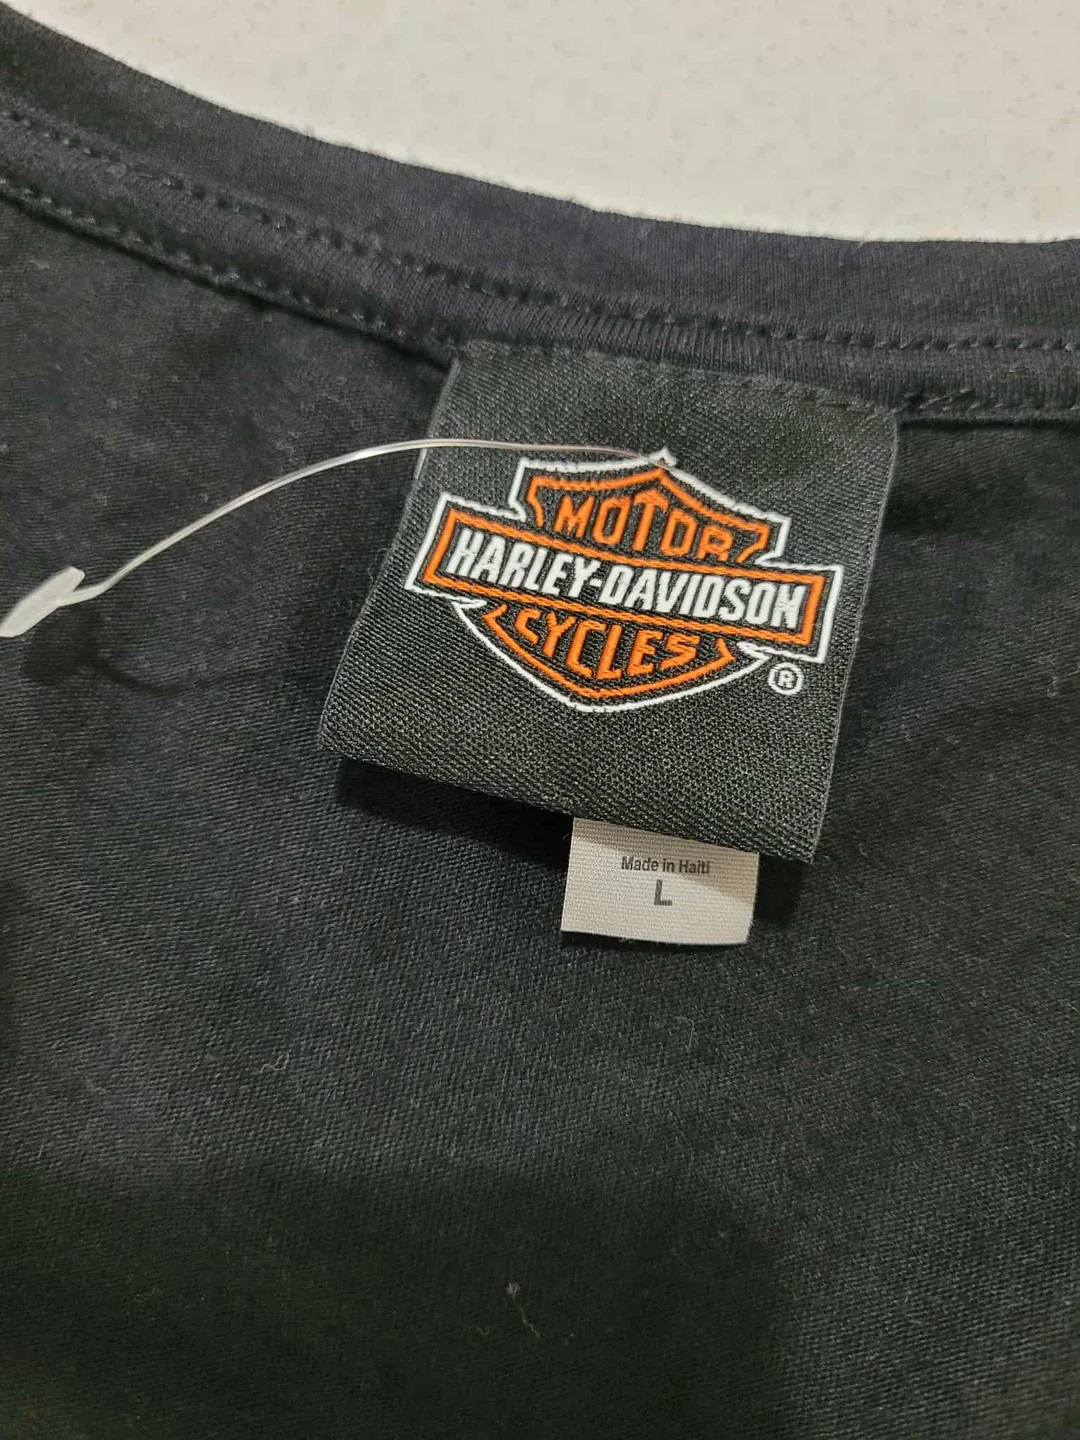 MOTOR
HARLEY-DAVIDSON
CYCLES
®
Made in Haiti
L